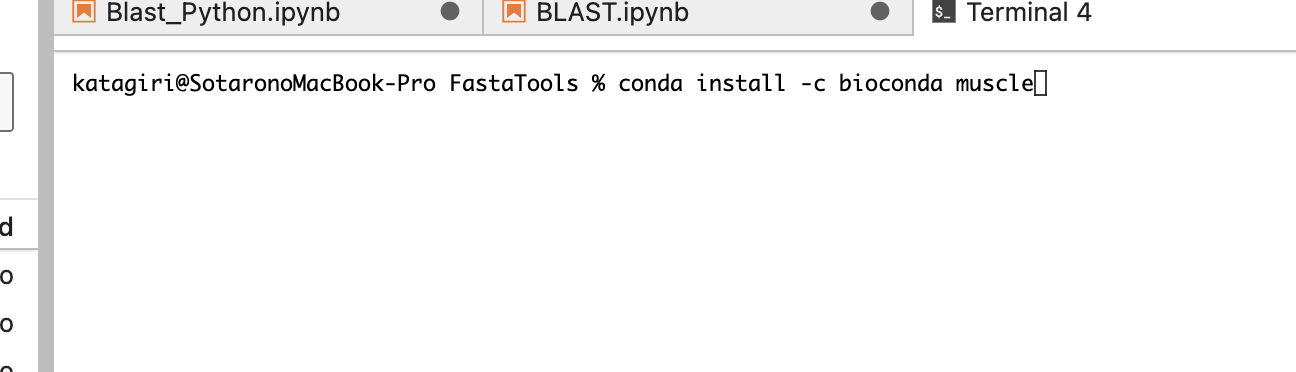 Blast_Python.ipynb
BLAST.ipynb
$_ Terminal 4
katagiri@SotaronoMacBook-Pro FastaTools % conda install -c bioconda muscle
d
o
o